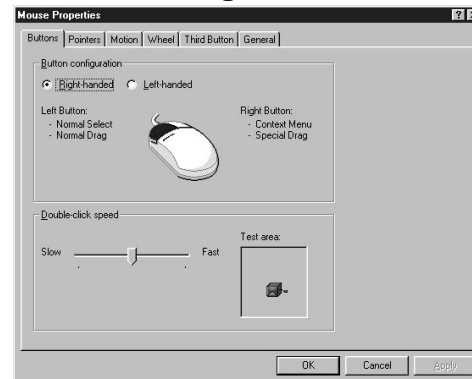 Mouse Properties
Buttons Pointers Motion Wheel Third Button General
Button configuration
Right-handed Left-handed
Left Button:
- Normal Select
- Normal Drag
Right Button:
- Context Menu
- Special Drag
Double-click speed
Slow Fast
Test area:
OK Cancel Apply